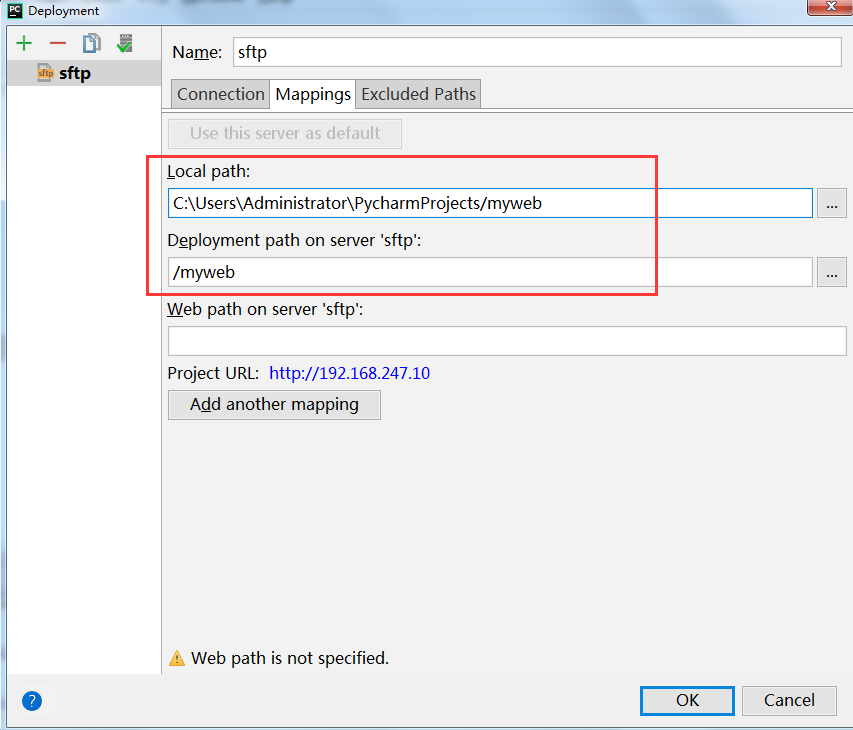 Deployment
sftp
Name: sftp
Connection Mappings Excluded Paths
Use this server as default
Local path:
C:\Users\Administrator\PycharmProjects/myweb
...
Deployment path on server 'sftp':
/myweb
...
Web path on server 'sftp':
Project URL: http://192.168.247.10
Add another mapping
Web path is not specified.
OK Cancel